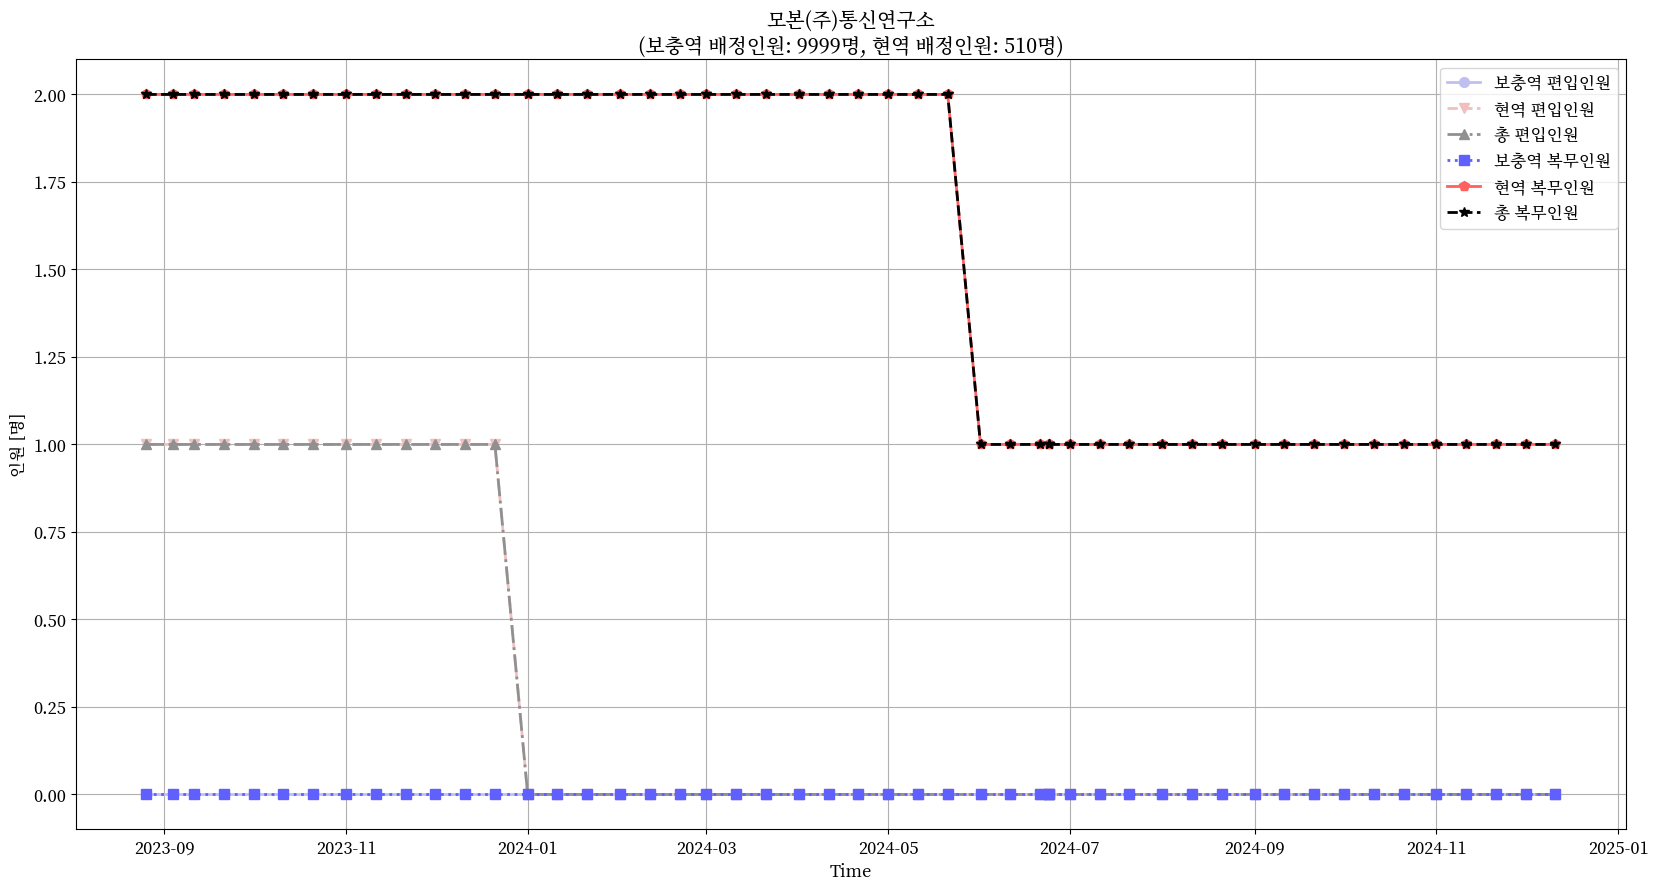 모본(주)통신연구소
(보충역 배정인원: 9999명, 현역 배정인원: 510명)
보충역 편입인원
현역 편입인원
총 편입인원
보충역 복무인원
현역 복무인원
총 복무인원
인원 [명]
2.00
1.75
1.50
1.25
1.00
0.75
0.50
0.25
0.00
2023-09 2023-11 2024-01 2024-03 2024-05 2024-07 2024-09 2024-11 2025-01
Time